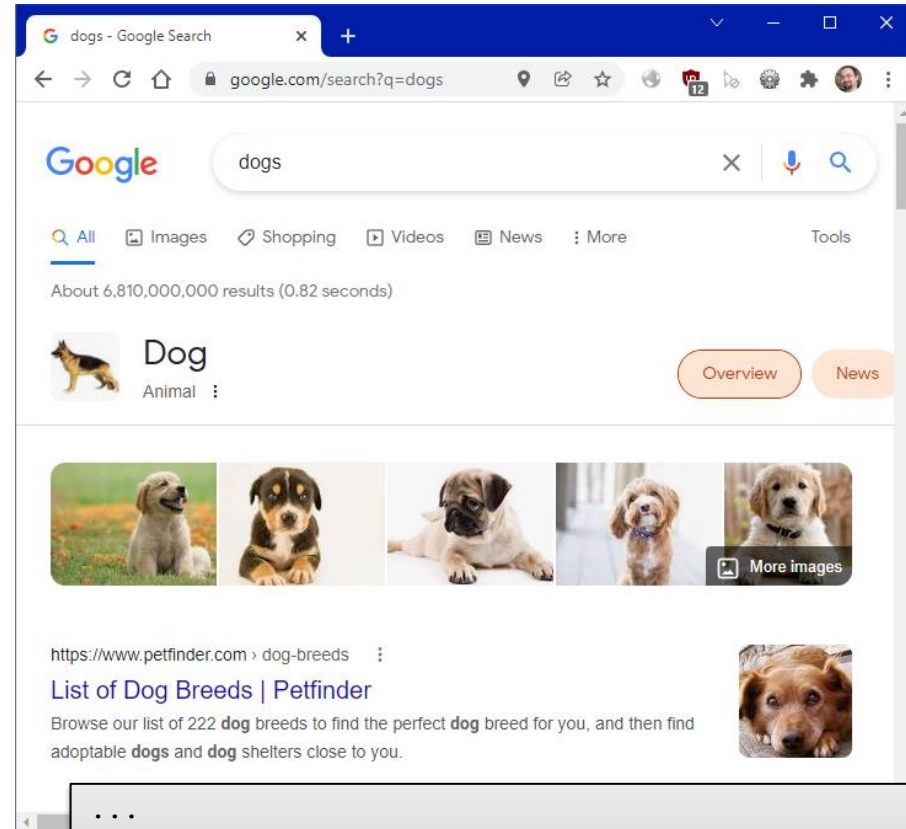 dogs - Google Search
google.com/search?q=dogs
12
Google
dogs
All Images Shopping Videos News More Tools
About 6,810,000,000 results (0.82 seconds)
Dog
Animal
Overview News
More images
https://www.petfinder.com › dog-breeds
List of Dog Breeds | Petfinder
Browse our list of 222 dog breeds to find the perfect dog breed for you, and then find
adoptable dogs and dog shelters close to you.
...